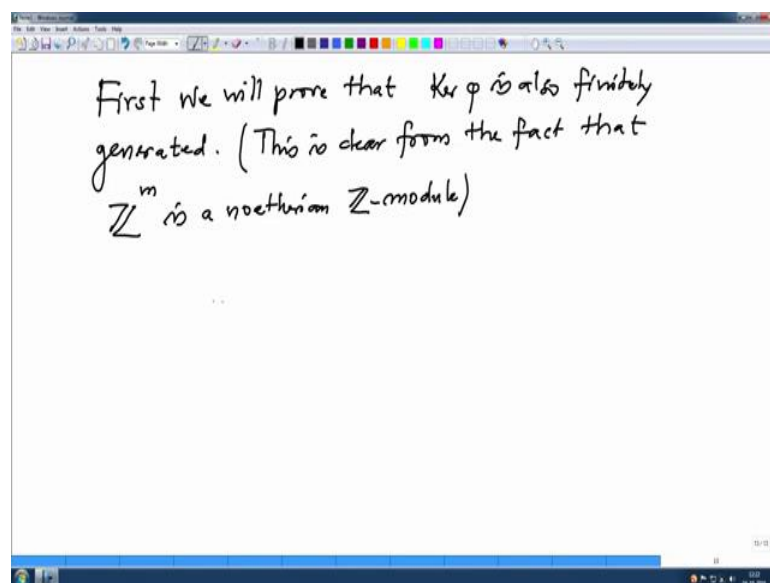 First we will prove that Ker φ is also finitely
generated. (This is clear from the fact that
ℤ^m is a noetherian ℤ-module)